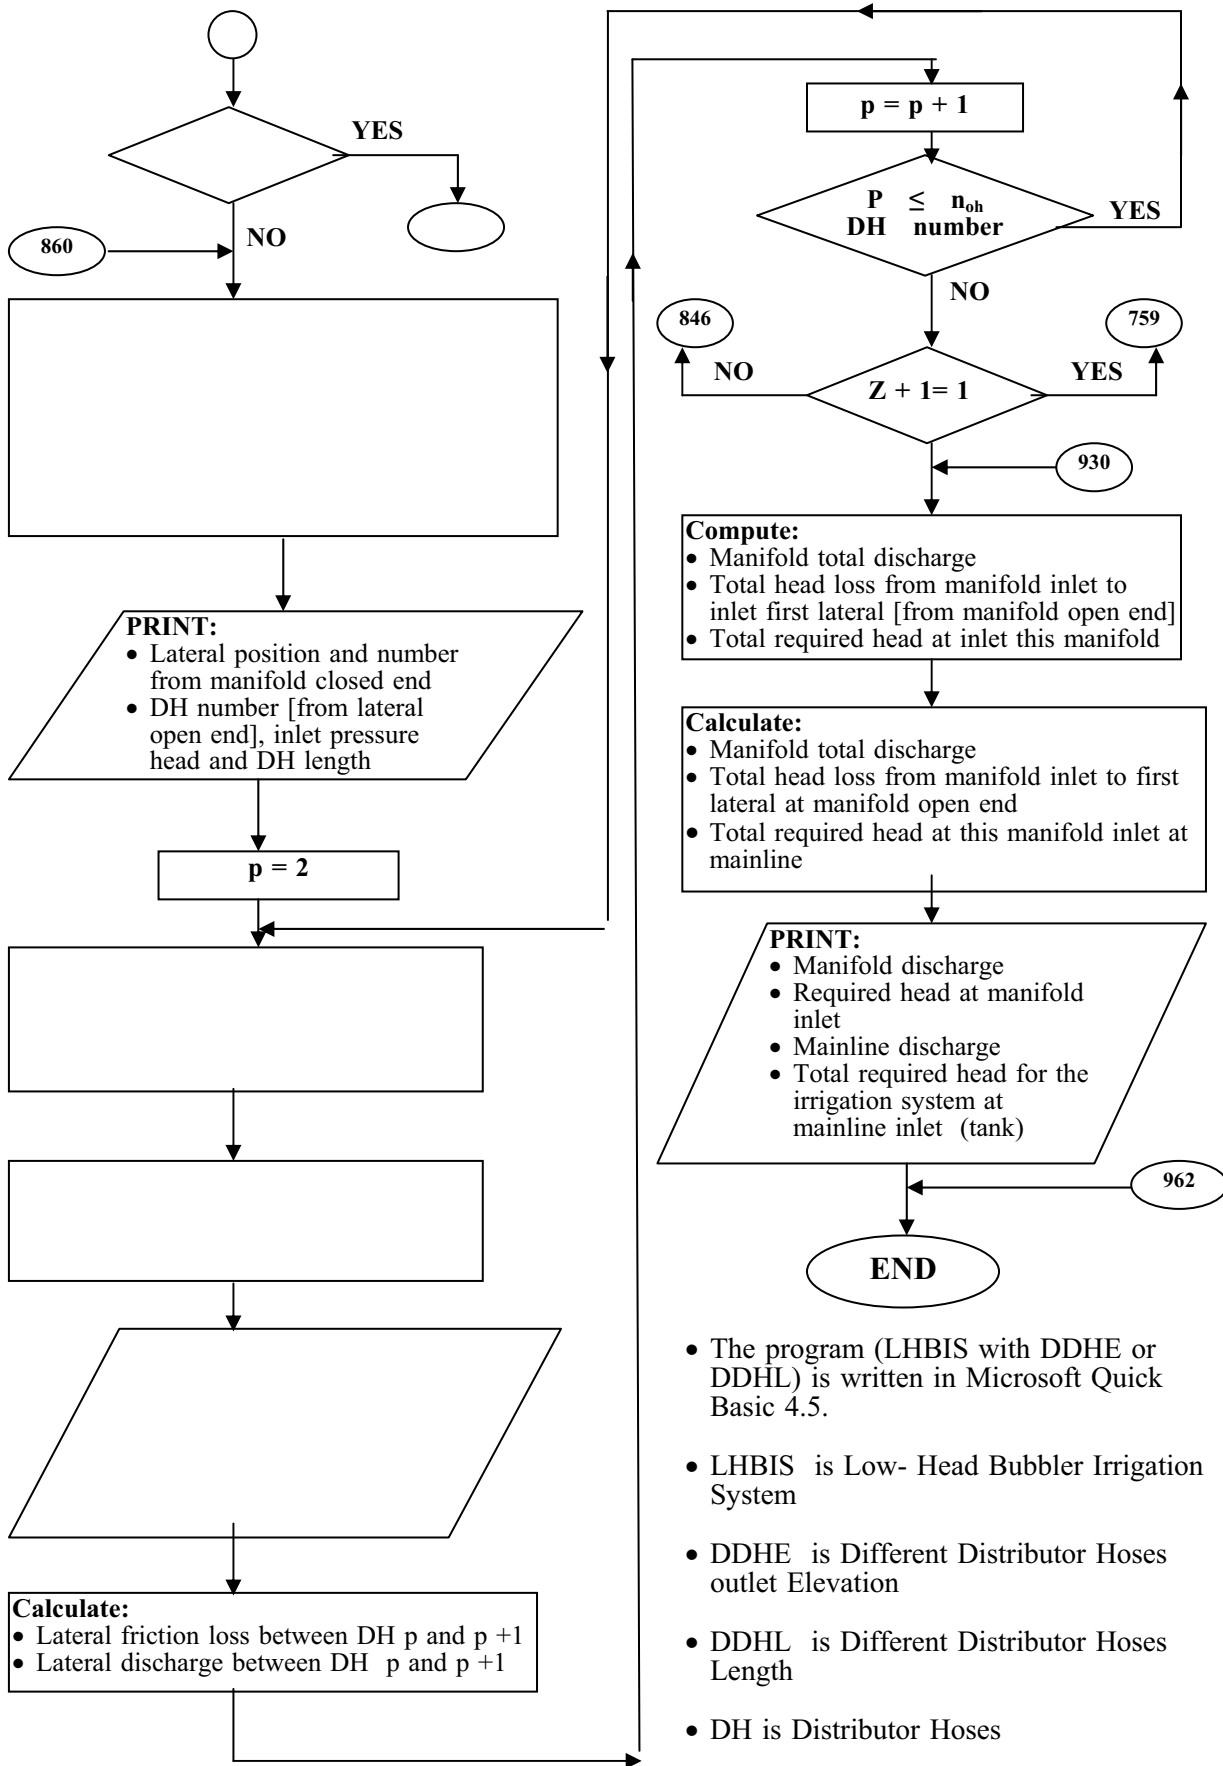 YES
NO
860
PRINT:
• Lateral position and number
from manifold closed end
• DH number [from lateral
open end], inlet pressure
head and DH length
p = 2
Calculate:
• Lateral friction loss between DH p and p +1
• Lateral discharge between DH p and p +1
p = p + 1
P ≤ noh
DH number
YES
NO
846
759
NO
YES
Z + 1= 1
930
Compute:
• Manifold total discharge
• Total head loss from manifold inlet to
inlet first lateral [from manifold open end]
• Total required head at inlet this manifold
Calculate:
• Manifold total discharge
• Total head loss from manifold inlet to first
lateral at manifold open end
• Total required head at this manifold inlet at
mainline
PRINT:
• Manifold discharge
• Required head at manifold
inlet
• Mainline discharge
• Total required head for the
irrigation system at
mainline inlet (tank)
962
END
• The program (LHBIS with DDHE or
DDHL) is written in Microsoft Quick
Basic 4.5.
• LHBIS is Low- Head Bubbler Irrigation
System
• DDHE is Different Distributor Hoses
outlet Elevation
• DDHL is Different Distributor Hoses
Length
• DH is Distributor Hoses